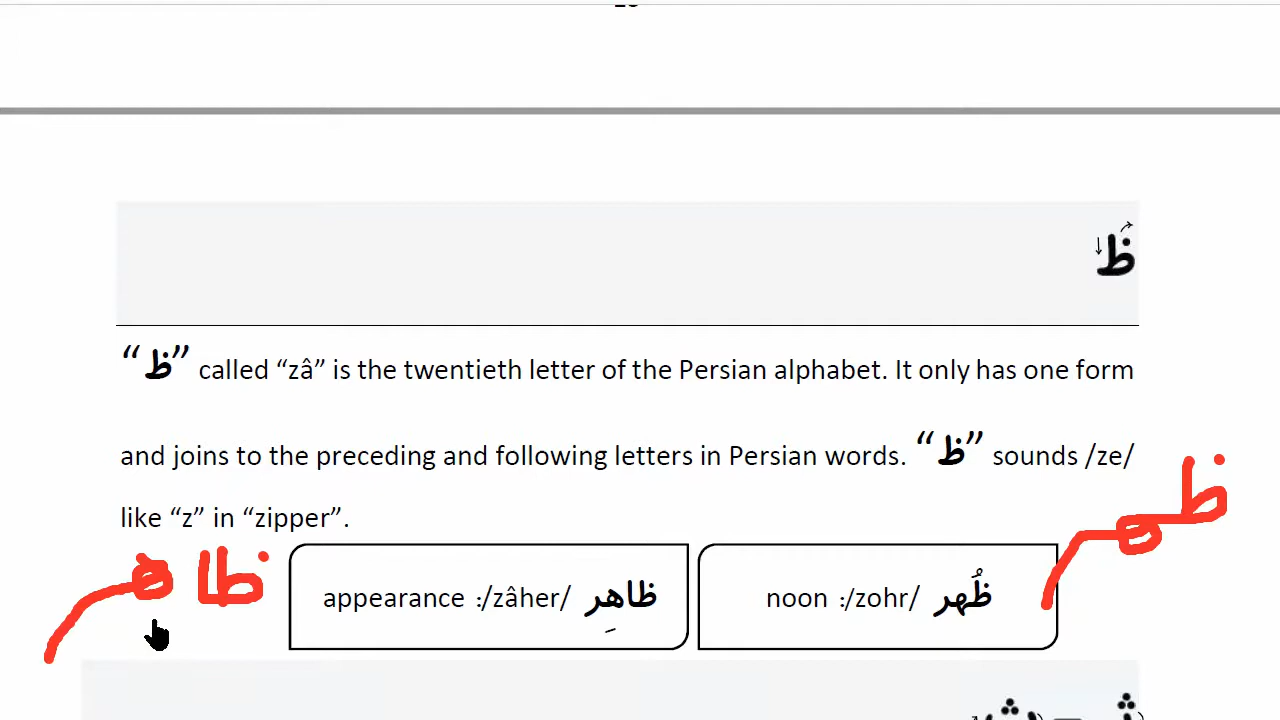 ظ
“ظ” called “zâ” is the twentieth letter of the Persian alphabet. It only has one form
and joins to the preceding and following letters in Persian words. “ظ” sounds /ze/
like “z” in “zipper”.
ظُهر /zohr/: noon
ظاهِر /zâher/: appearance
ظهر
ظاهر